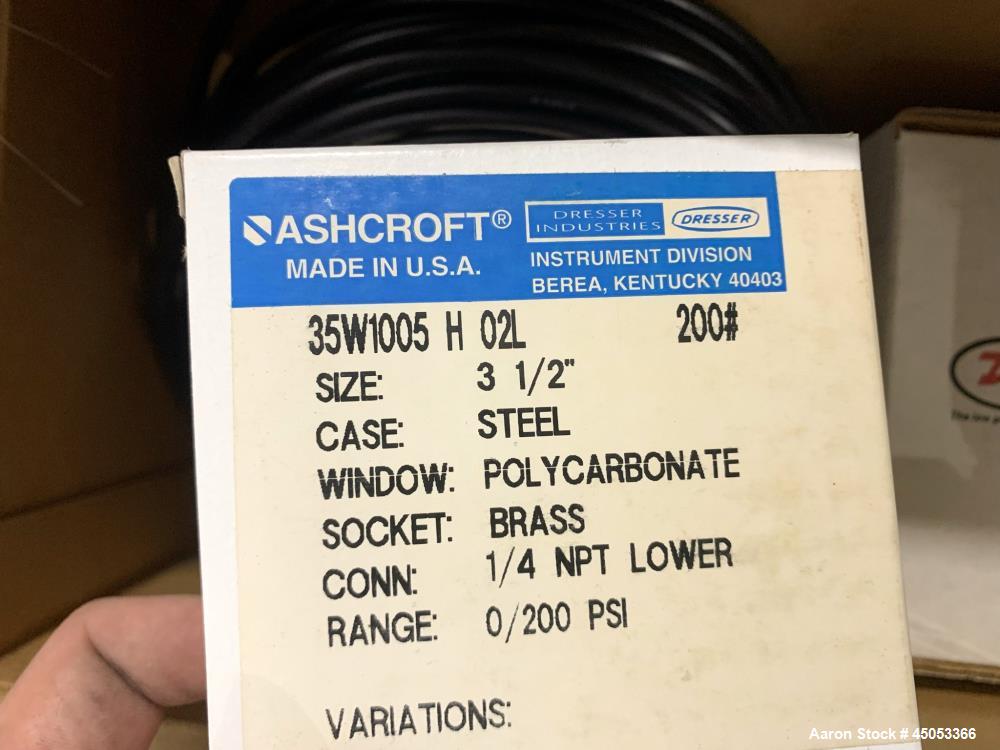 ASHCROFT®
MADE IN U.S.A.
DRESSER
INDUSTRIES
DRESSER
INSTRUMENT DIVISION
BEREA, KENTUCKY 40403
35W1005 H 02L 200#
SIZE: 3 1/2"
CASE: STEEL
WINDOW: POLYCARBONATE
SOCKET: BRASS
CONN: 1/4 NPT LOWER
RANGE: 0/200 PSI
VARIATIONS:
Aaron Stock # 45053366